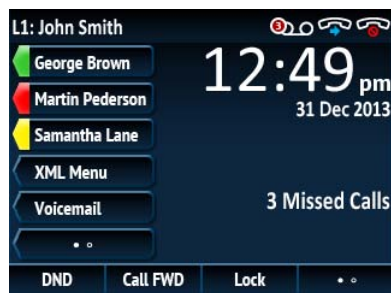 L1: John Smith
3
George Brown
Martin Pederson
Samantha Lane
XML Menu
Voicemail
12:49 pm
31 Dec 2013
3 Missed Calls
DND
Call FWD
Lock